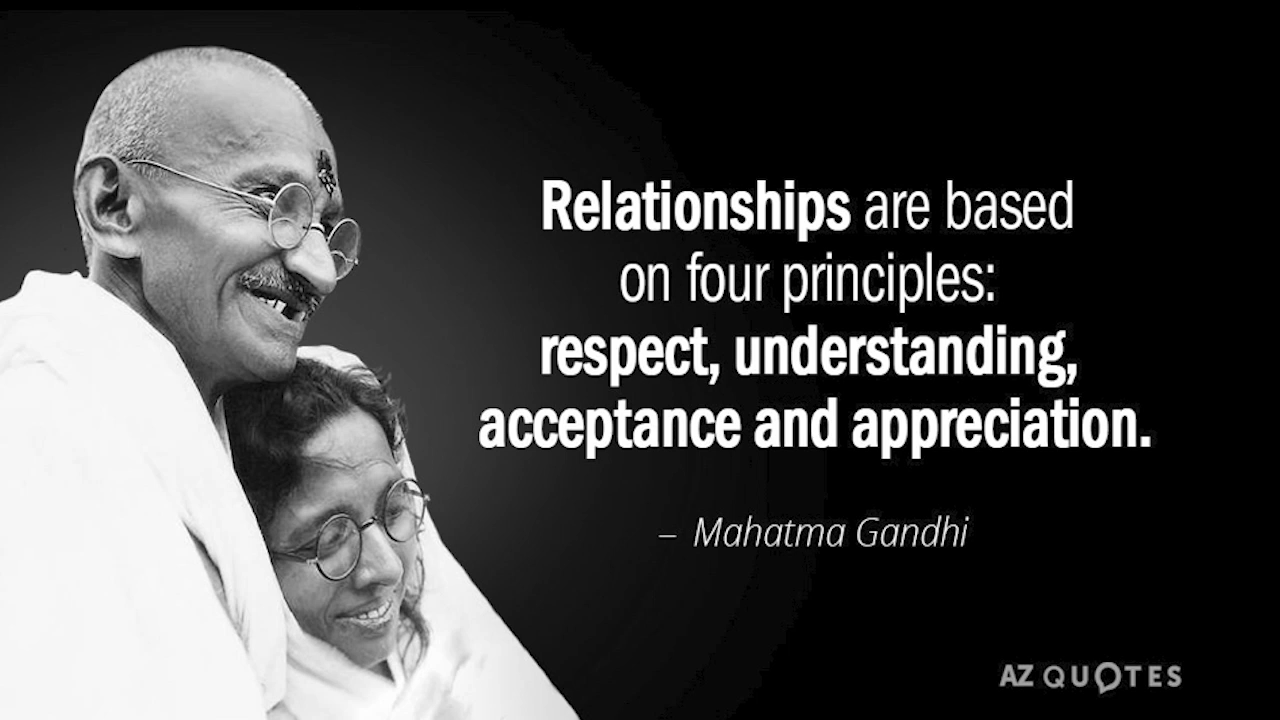 Relationships are based
on four principles:
respect, understanding,
acceptance and appreciation.
– Mahatma Gandhi
AZ QUOTES